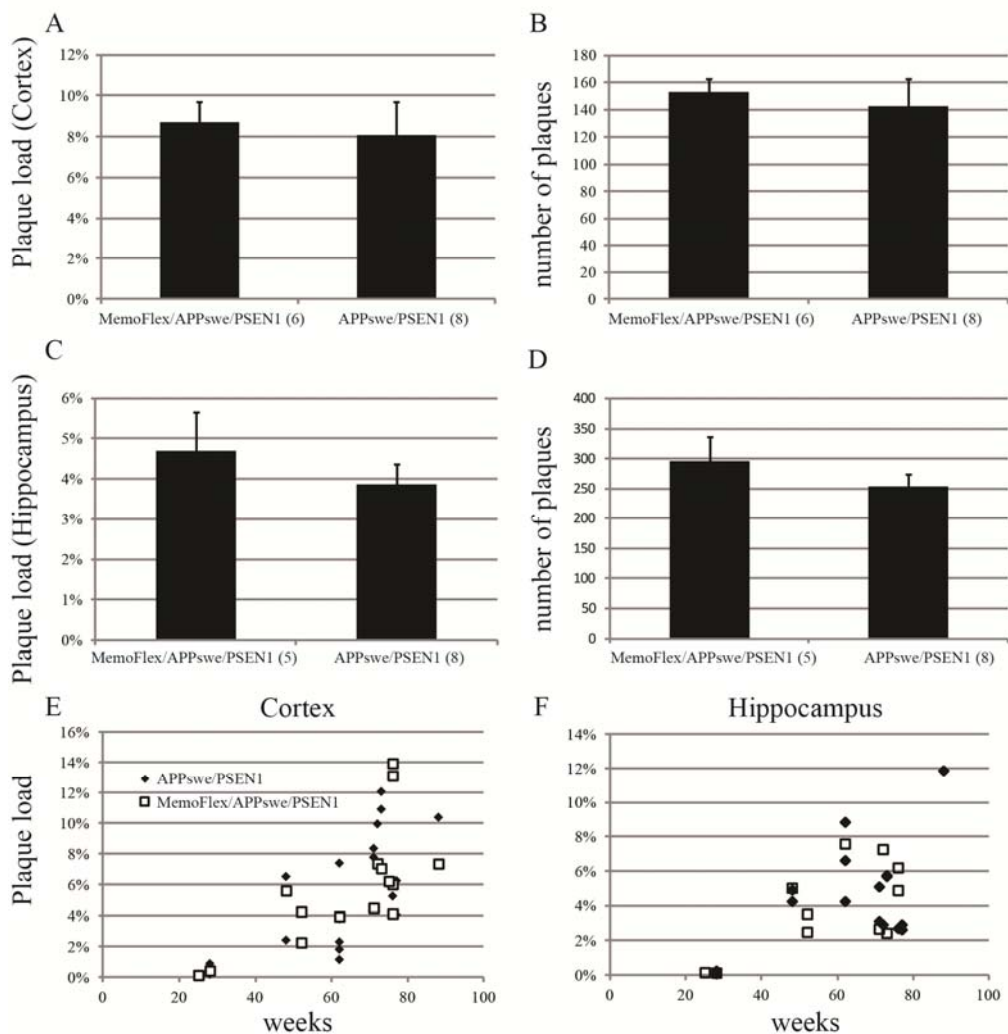 A
Plaque load (Cortex)
12%
10%
8%
6%
4%
2%
0%
MemoFlex/APPswe/PSEN1 (6)
APPswe/PSEN1 (8)
B
number of plaques
180
160
140
120
100
80
60
40
20
0
MemoFlex/APPswe/PSEN1 (6)
APPswe/PSEN1 (8)
C
Plaque load (Hippocampus)
6%
5%
4%
3%
2%
1%
0%
MemoFlex/APPswe/PSEN1 (5)
APPswe/PSEN1 (8)
D
number of plaques
400
350
300
250
200
150
100
50
0
MemoFlex/APPswe/PSEN1 (5)
APPswe/PSEN1 (8)
E
Cortex
Plaque load
16%
14%
12%
10%
8%
6%
4%
2%
0%
APPswe/PSEN1
MemoFlex/APPswe/PSEN1
0 20 40 60 80 100
weeks
F
Hippocampus
14%
12%
10%
8%
6%
4%
2%
0%
0 20 40 60 80 100
weeks